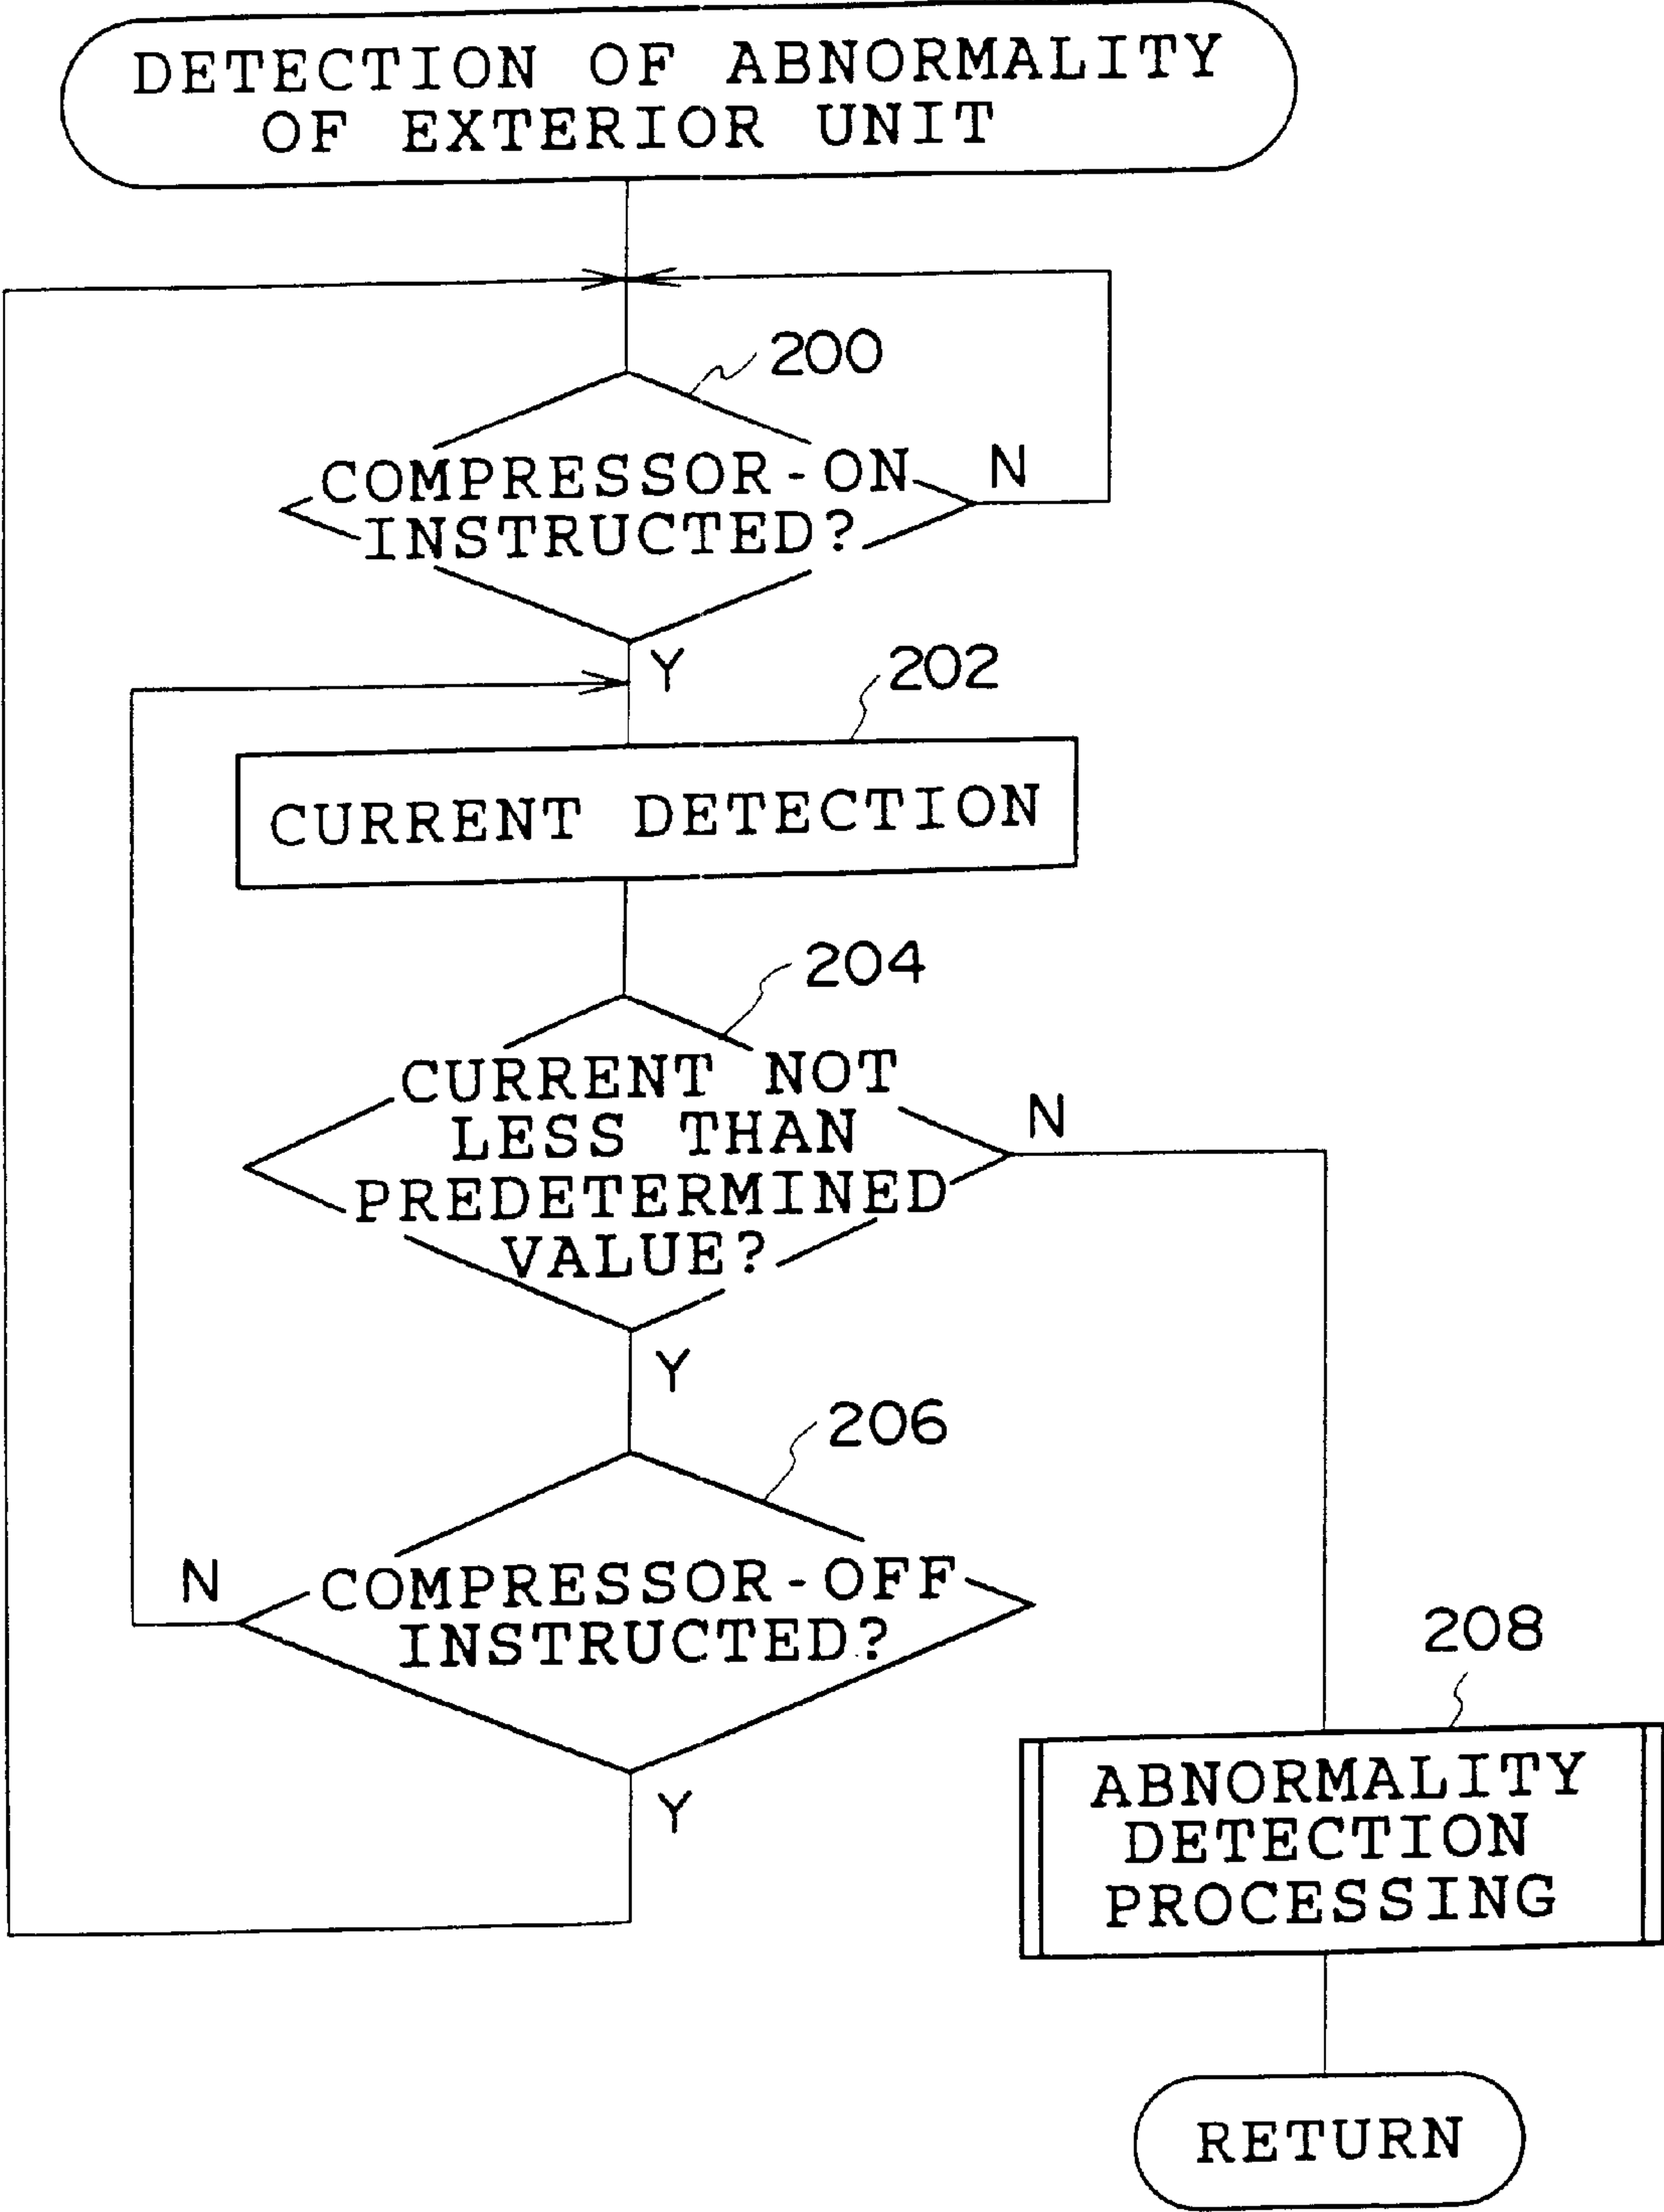 DETECTION OF ABNORMALITY
OF EXTERIOR UNIT
200
COMPRESSOR-ON
INSTRUCTED?
N
Y
202
CURRENT DETECTION
204
CURRENT NOT
LESS THAN
PREDETERMINED
VALUE?
N
Y
206
COMPRESSOR-OFF
INSTRUCTED?
N
Y
208
ABNORMALITY
DETECTION
PROCESSING
RETURN